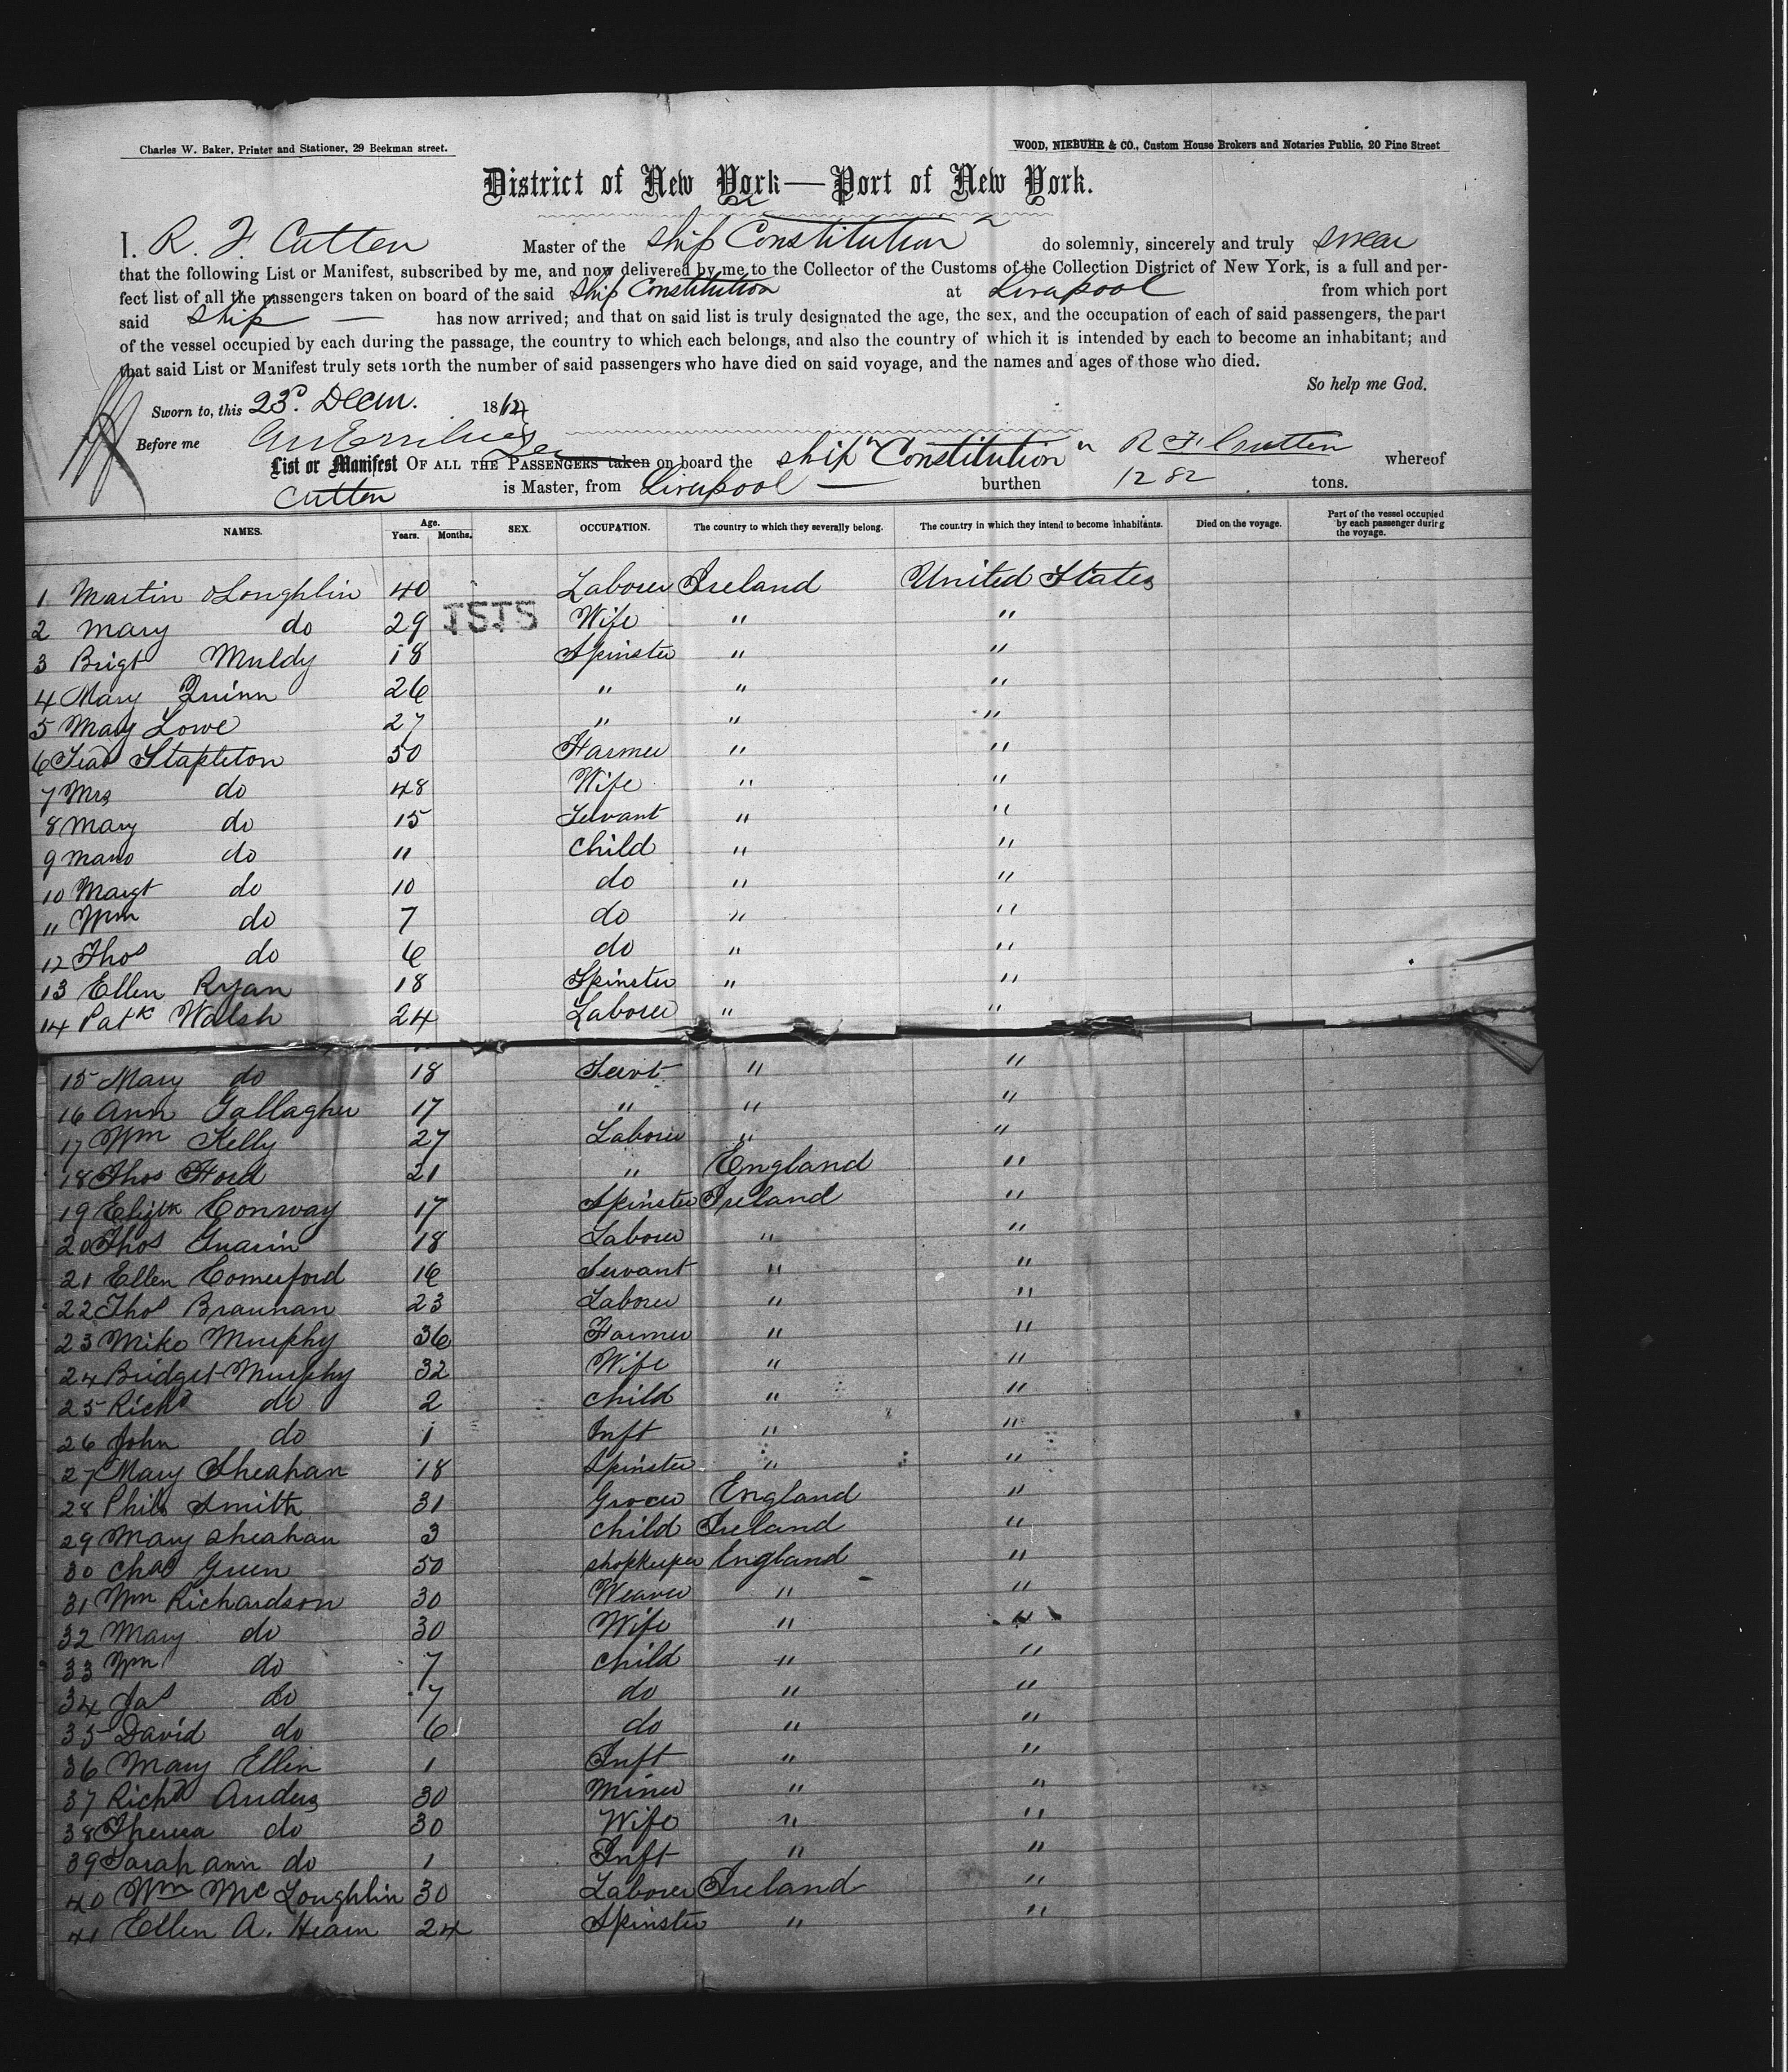 Charles W. Baker, Printer and Stationer, 29 Beekman street.
WOOD, NIEBUHR & CO., Custom House Brokers and Notaries Public, 20 Pine Street
District of New York—Port of New York.
I, R. F. Cutten Master of the Ship "Constitution" do solemnly, sincerely and truly swear
that the following List or Manifest, subscribed by me, and now delivered by me to the Collector of the Customs of the Collection District of New York, is a full and per-
fect list of all the passengers taken on board of the said Ship Constitution at Liverpool from which port
said Ship — has now arrived; and that on said list is truly designated the age, the sex, and the occupation of each of said passengers, the part
of the vessel occupied by each during the passage, the country to which each belongs, and also the country of which it is intended by each to become an inhabitant; and
that said List or Manifest truly sets forth the number of said passengers who have died on said voyage, and the names and ages of those who died.
So help me God.
Sworn to, this 23d. Decm. 186
Before me
List or Manifest OF ALL THE PASSENGERS taken on board the ship "Constitution" R F Cutten whereof
Cutten is Master, from Liverpool — burthen 1282 tons.
NAMES. Age. Years. Months. SEX. OCCUPATION. The country to which they severally belong. The country in which they intend to become inhabitants. Died on the voyage. Part of the vessel occupied by each passenger during the voyage.
1 Martin OLoughlin 40 Laborer Ireland United States
2 Mary do 29 Wife " "
3 Brigt Muldy 18 Spinster " "
4 Mary Quinn 26 " " "
5 Mary Lowe 27 " " "
6 Stapleton 50 Farmer " "
7 Mrs do 48 Wife " "
8 Mary do 15 Servant " "
9 do 11 Child " "
10 Margt do 10 do " "
11 Wm do 7 do " "
12 Thos do 6 do " "
13 Ellen Ryan 18 Spinster " "
14 Patk Walsh 24 Laborer " "
15 Mary do 18 Servt " "
16 Ann Gallagher 17 " " "
17 Wm Kelly 27 Laborer " "
18 Thos Ford 21 " England "
19 Elizth Conway 17 Spinster Ireland "
20 Thos 18 Laborer " "
21 Ellen Comerford 16 Servant " "
22 Thos Braunan 23 Laborer " "
23 Mike Murphy 36 Farmer " "
24 Bridget Murphy 32 Wife " "
25 Richd do 2 child " "
26 John do 1 Inft " "
27 Mary Sheahan 18 Spinster " "
28 Philp Smith 31 Grocer England "
29 Mary Sheahan 3 child Ireland "
30 Chas Green 50 shopkeeper England "
31 Wm Richardson 30 Weaver " "
32 Mary do 30 Wife " "
33 Wm do 7 child " "
34 Jas do 7 do " "
35 David do 6 do " "
36 Mary Ellen 1 Inft " "
37 Richd Anders 30 Miner " "
38 Theresa do 30 Wife " "
39 Sarah ann do 1 Inft " "
40 Wm McLoughlin 30 Laborer Ireland "
41 Ellen A. Hearn 24 Spinster " "